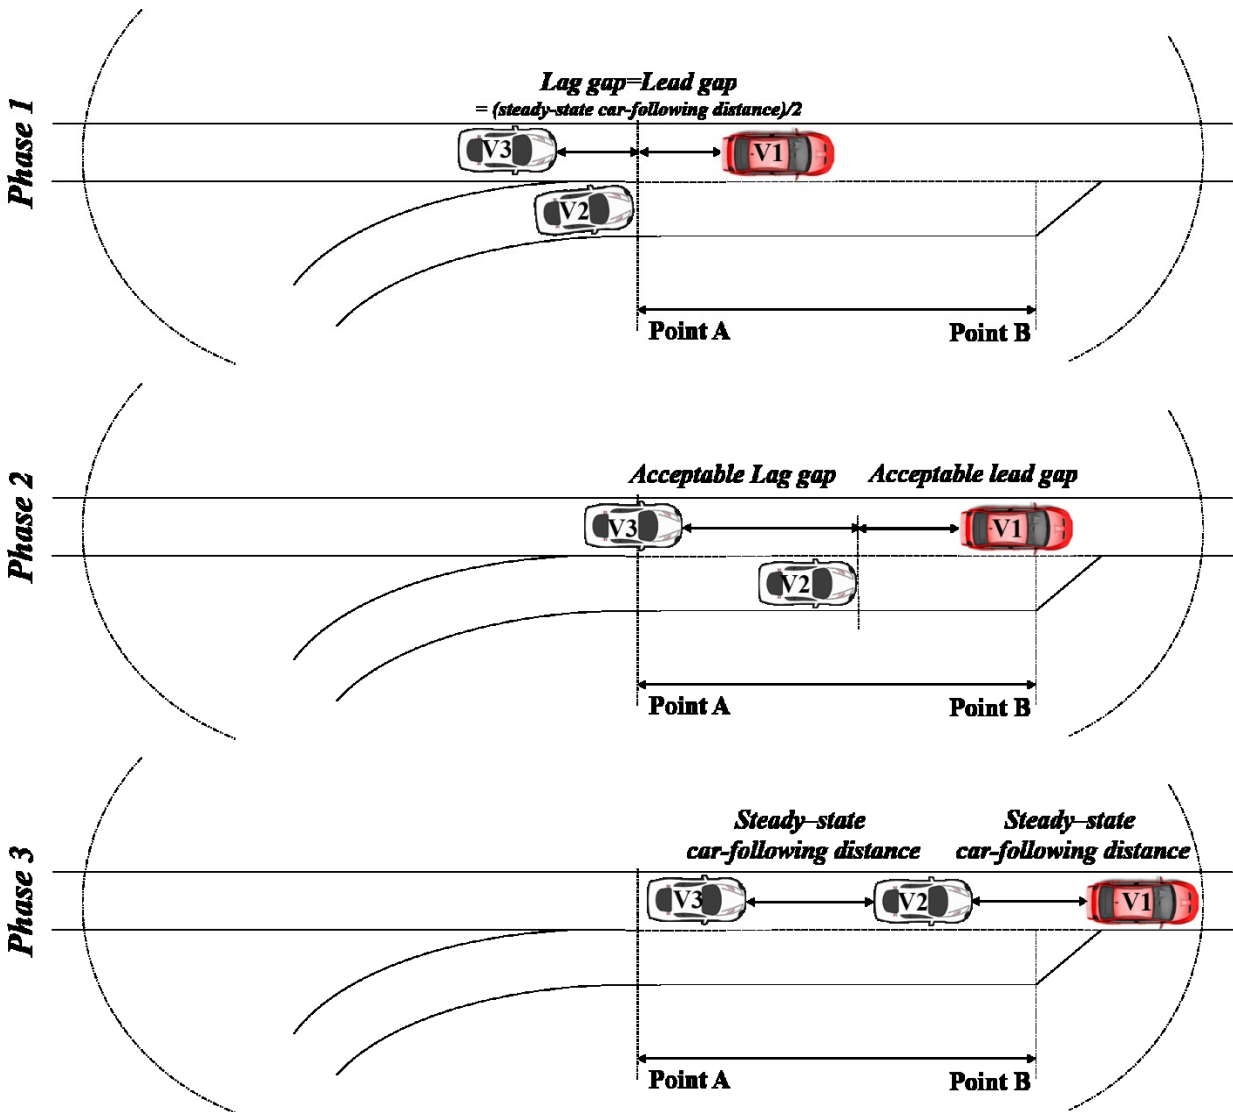 Phase 1
Lag gap=Lead gap
= (steady-state car-following distance)/2
V3
V1
V2
Point A
Point B
Phase 2
Acceptable Lag gap
Acceptable lead gap
V3
V1
V2
Point A
Point B
Phase 3
Steady–state
car-following distance
Steady–state
car-following distance
V3
V2
V1
Point A
Point B